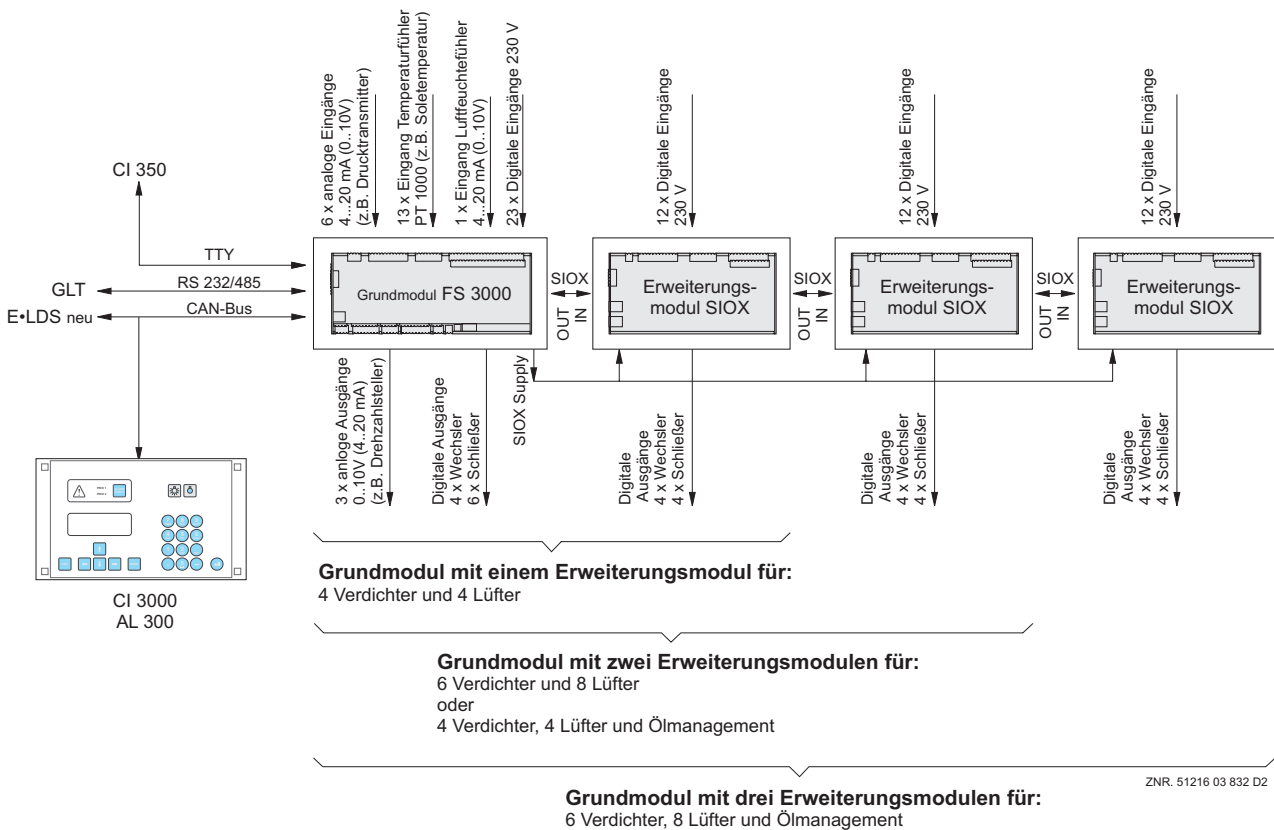 6 x analoge Eingänge
4...20 mA (0..10V)
(z.B. Drucktransmitter)
13 x Eingang Temperaturfühler
PT 1000 (z.B. Soletemperatur)
1 x Eingang Luftfeuchtefühler
4...20 mA (0..10V)
23 x Digitale Eingänge 230 V
12 x Digitale Eingänge
230 V
12 x Digitale Eingänge
230 V
12 x Digitale Eingänge
230 V
CI 350
TTY
GLT
RS 232/485
E•LDS neu
CAN-Bus
Grundmodul FS 3000
SIOX
OUT
IN
Erweiterungs-
modul SIOX
SIOX
OUT
IN
Erweiterungs-
modul SIOX
SIOX
OUT
IN
Erweiterungs-
modul SIOX
3 x anloge Ausgänge
0..10V (4..20 mA)
(z.B. Drehzahlsteller)
Digitale Ausgänge
4 x Wechsler
6 x Schließer
SIOX Supply
Digitale
Ausgänge
4 x Wechsler
4 x Schließer
Digitale
Ausgänge
4 x Wechsler
4 x Schließer
Digitale
Ausgänge
4 x Wechsler
4 x Schließer
CI 3000
AL 300
Grundmodul mit einem Erweiterungsmodul für:
4 Verdichter und 4 Lüfter
Grundmodul mit zwei Erweiterungsmodulen für:
6 Verdichter und 8 Lüfter
oder
4 Verdichter, 4 Lüfter und Ölmanagement
ZNR. 51216 03 832 D2
Grundmodul mit drei Erweiterungsmodulen für:
6 Verdichter, 8 Lüfter und Ölmanagement